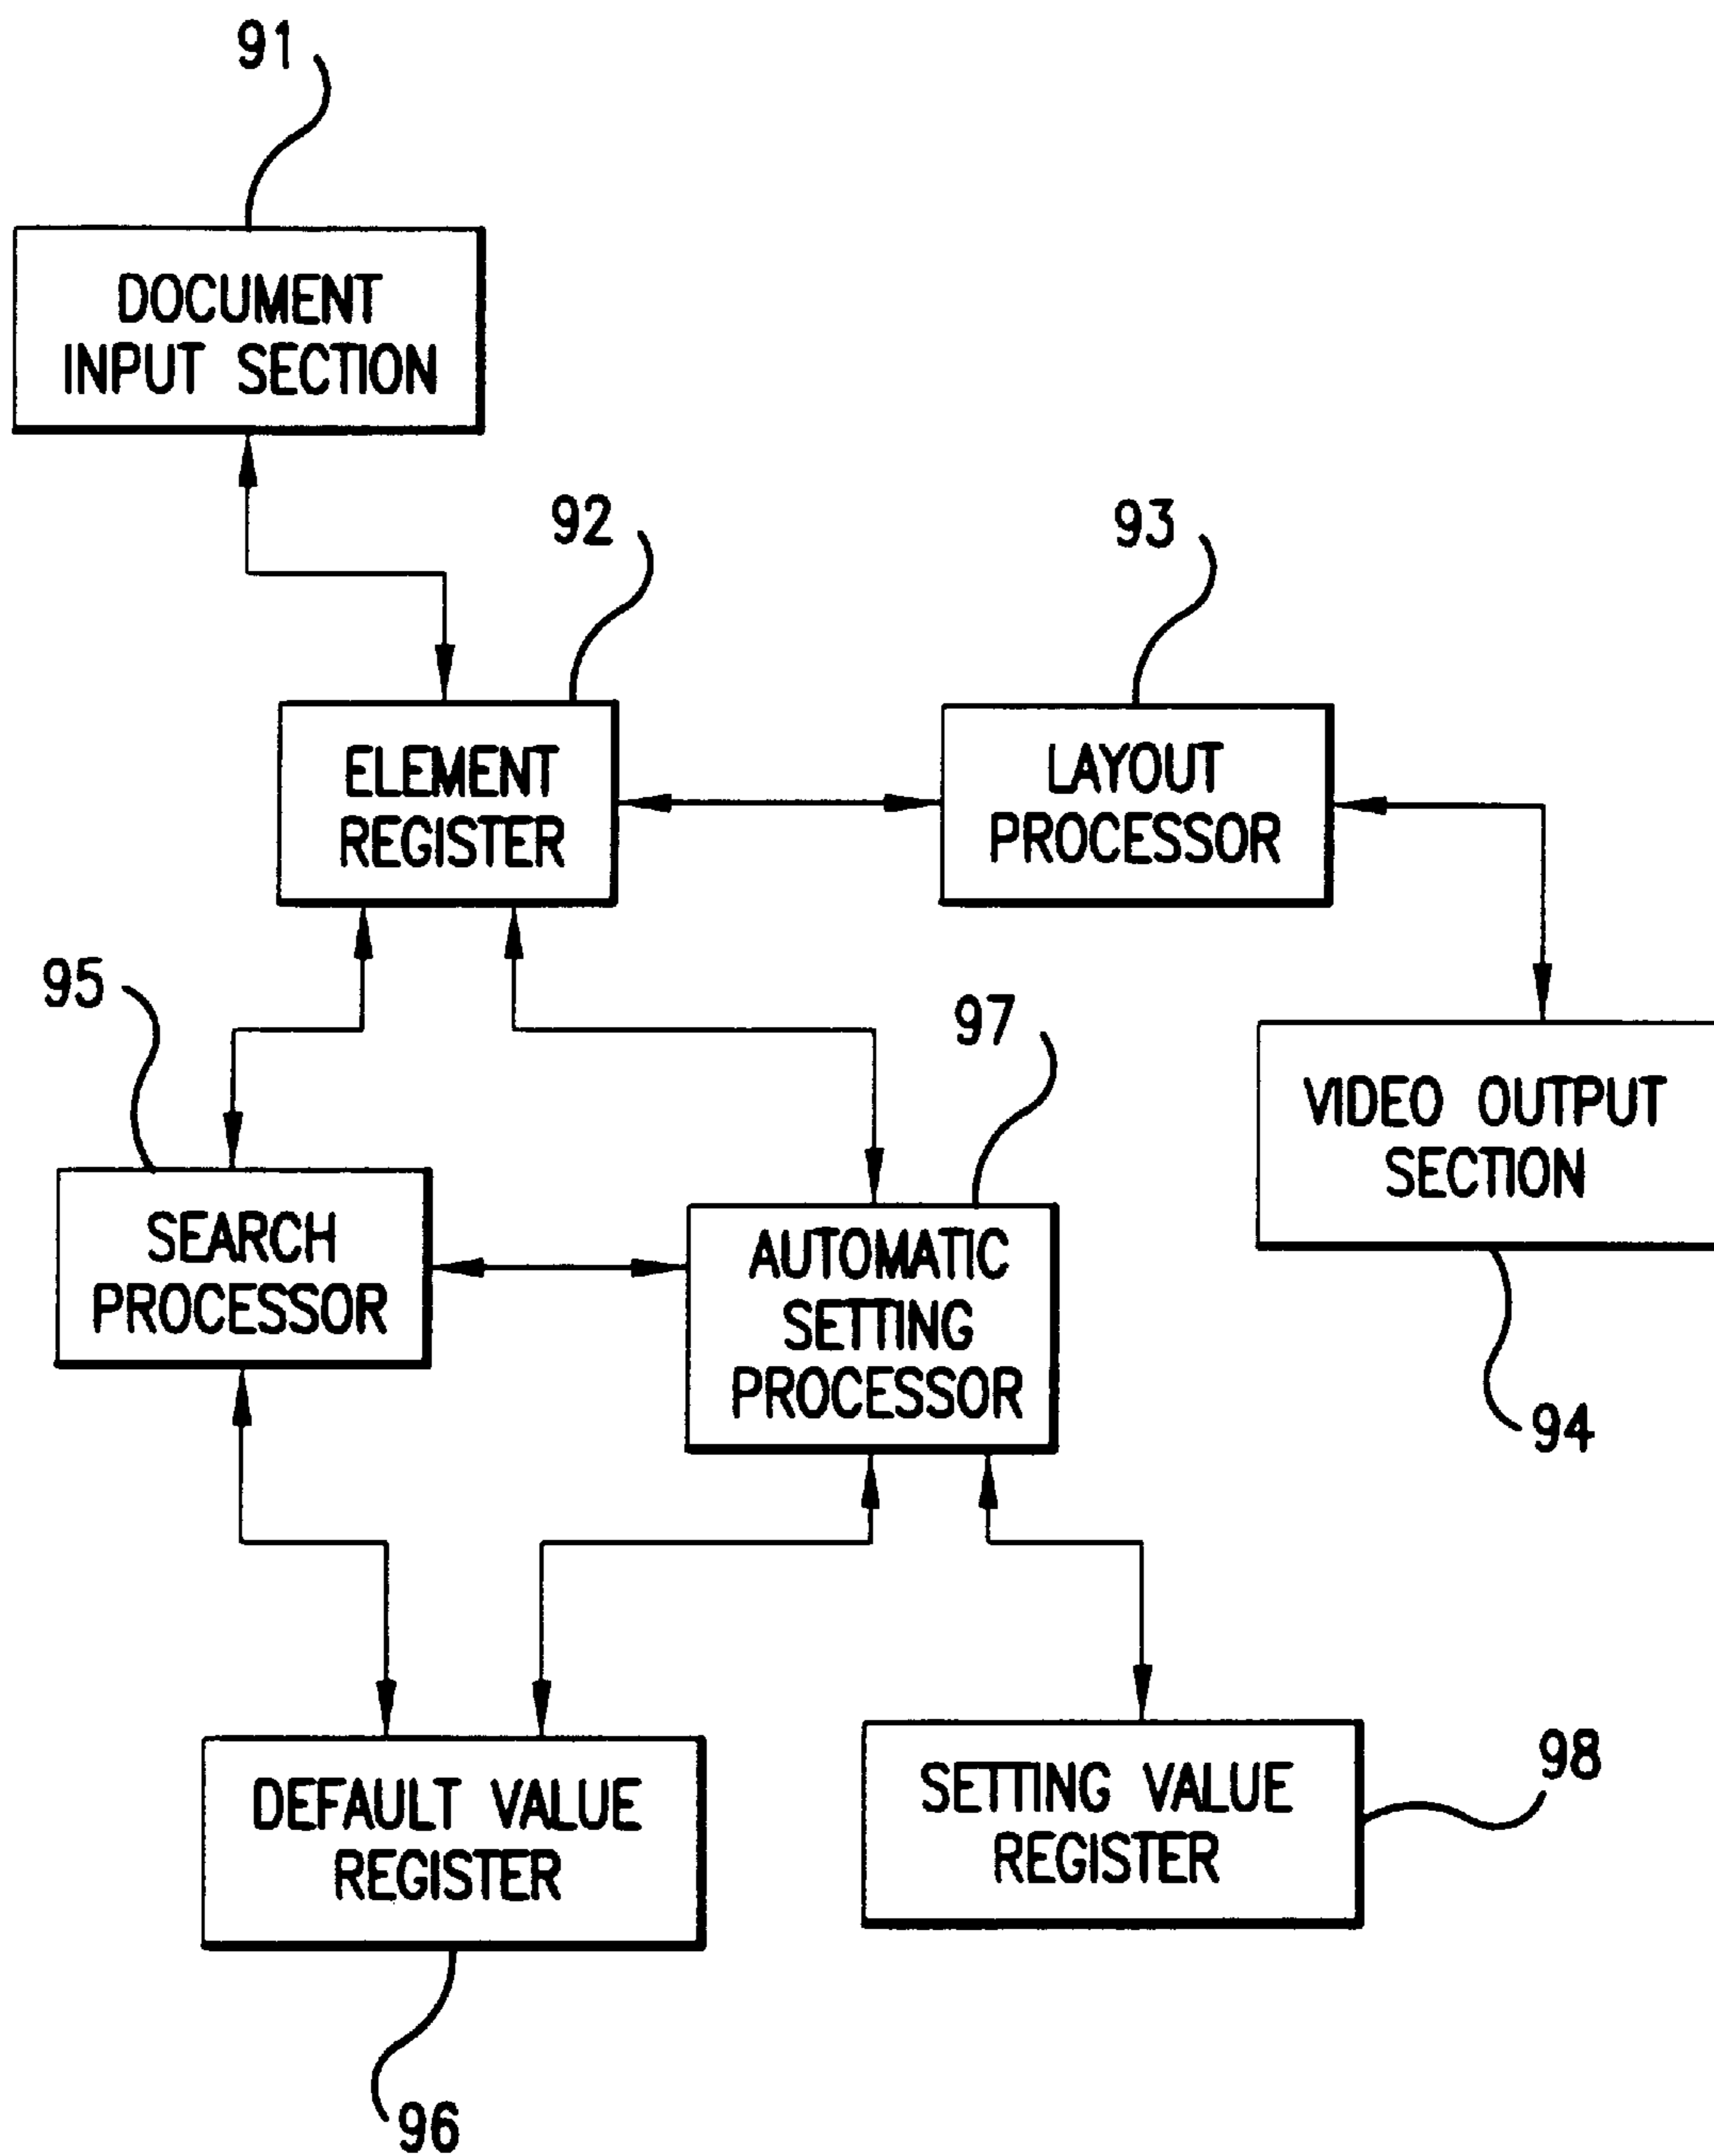 91
DOCUMENT
INPUT SECTION
92
93
ELEMENT
REGISTER
LAYOUT
PROCESSOR
95
97
VIDEO OUTPUT
SECTION
SEARCH
PROCESSOR
AUTOMATIC
SETTING
PROCESSOR
94
DEFAULT VALUE
REGISTER
SETTING VALUE
REGISTER
98
96